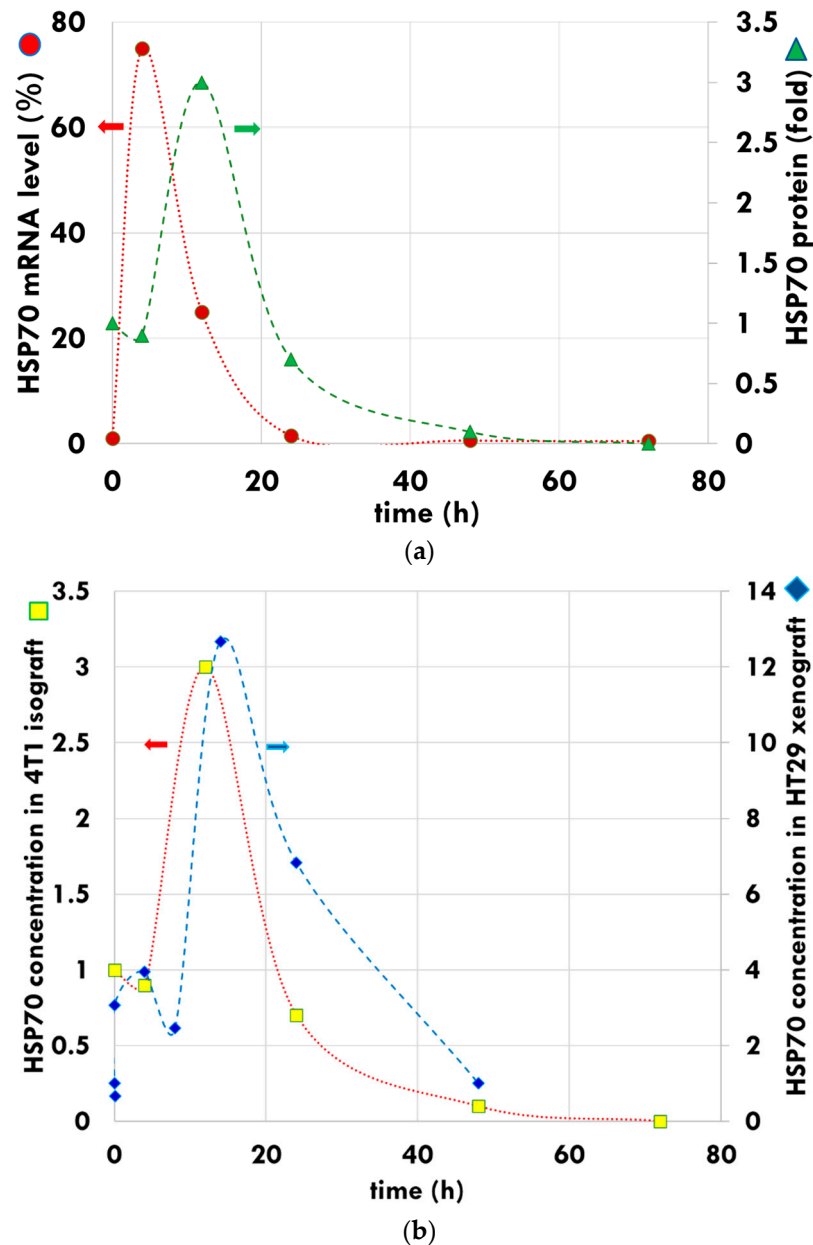 HSP70 mRNA level (%)
80
60
40
20
0
3.5
3
2.5
2
1.5
1
0.5
0
HSP70 protein (fold)
0 20 40 60 80
time (h)
(a)
HSP70 concentration in 4T1 isograft
3.5
3
2.5
2
1.5
1
0.5
0
14
12
10
8
6
4
2
0
HSP70 concentration in HT29 xenograft
0 20 40 60 80
time (h)
(b)